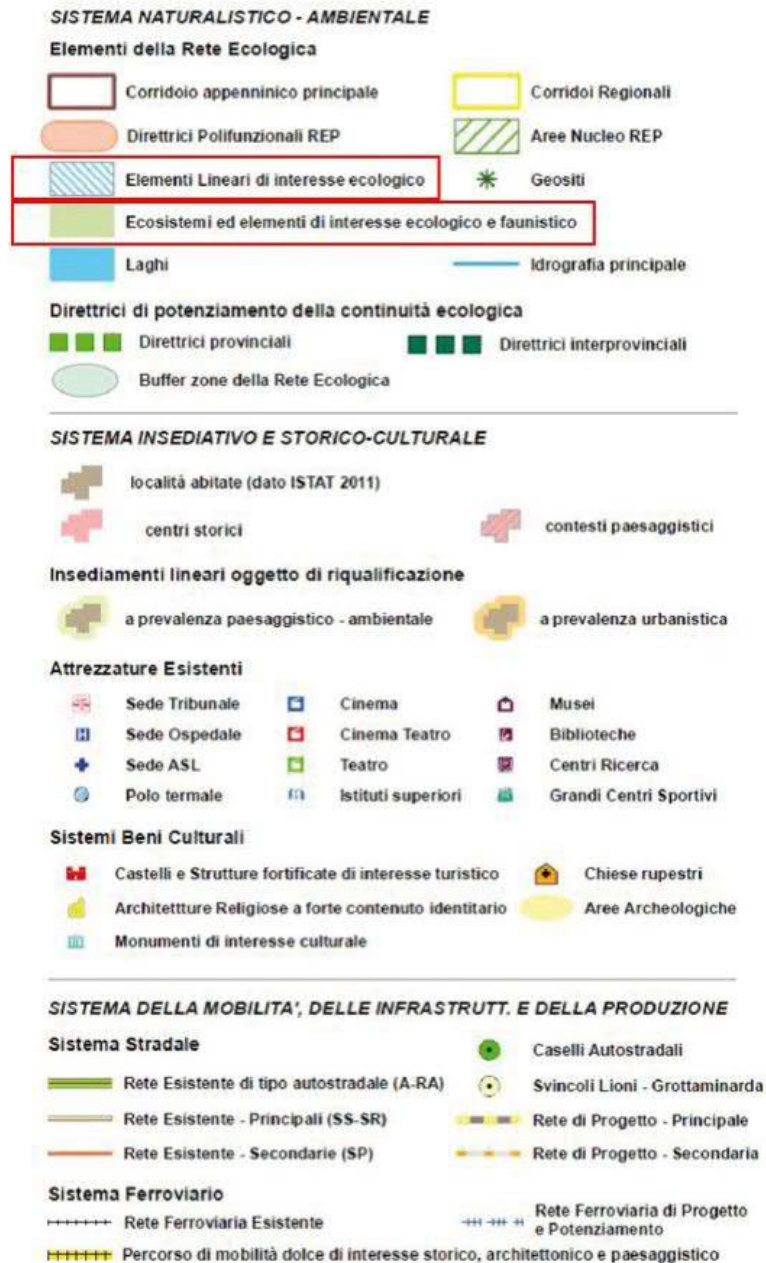 SISTEMA NATURALISTICO - AMBIENTALE
Elementi della Rete Ecologica
Corridoio appenninico principale
Corridoi Regionali
Direttrici Polifunzionali REP
Aree Nucleo REP
Elementi Lineari di interesse ecologico
Geositi
Ecosistemi ed elementi di interesse ecologico e faunistico
Laghi
Idrografia principale
Direttrici di potenziamento della continuità ecologica
Direttrici provinciali
Direttrici interprovinciali
Buffer zone della Rete Ecologica
SISTEMA INSEDIATIVO E STORICO-CULTURALE
località abitate (dato ISTAT 2011)
centri storici
contesti paesaggistici
Insediamenti lineari oggetto di riqualificazione
a prevalenza paesaggistico - ambientale
a prevalenza urbanistica
Attrezzature Esistenti
Sede Tribunale
Cinema
Musei
H
Sede Ospedale
Cinema Teatro
Biblioteche
Sede ASL
Teatro
Centri Ricerca
Polo termale
Istituti superiori
Grandi Centri Sportivi
Sistemi Beni Culturali
Castelli e Strutture fortificate di interesse turistico
Chiese rupestri
Architettture Religiose a forte contenuto identitario
Aree Archeologiche
Monumenti di interesse culturale
SISTEMA DELLA MOBILITA', DELLE INFRASTRUTT. E DELLA PRODUZIONE
Sistema Stradale
Caselli Autostradali
Rete Esistente di tipo autostradale (A-RA)
Svincoli Lioni - Grottaminarda
Rete Esistente - Principali (SS-SR)
Rete di Progetto - Principale
Rete Esistente - Secondarie (SP)
Rete di Progetto - Secondaria
Sistema Ferroviario
Rete Ferroviaria Esistente
Rete Ferroviaria di Progetto
e Potenziamento
Percorso di mobilità dolce di interesse storico, architettonico e paesaggistico